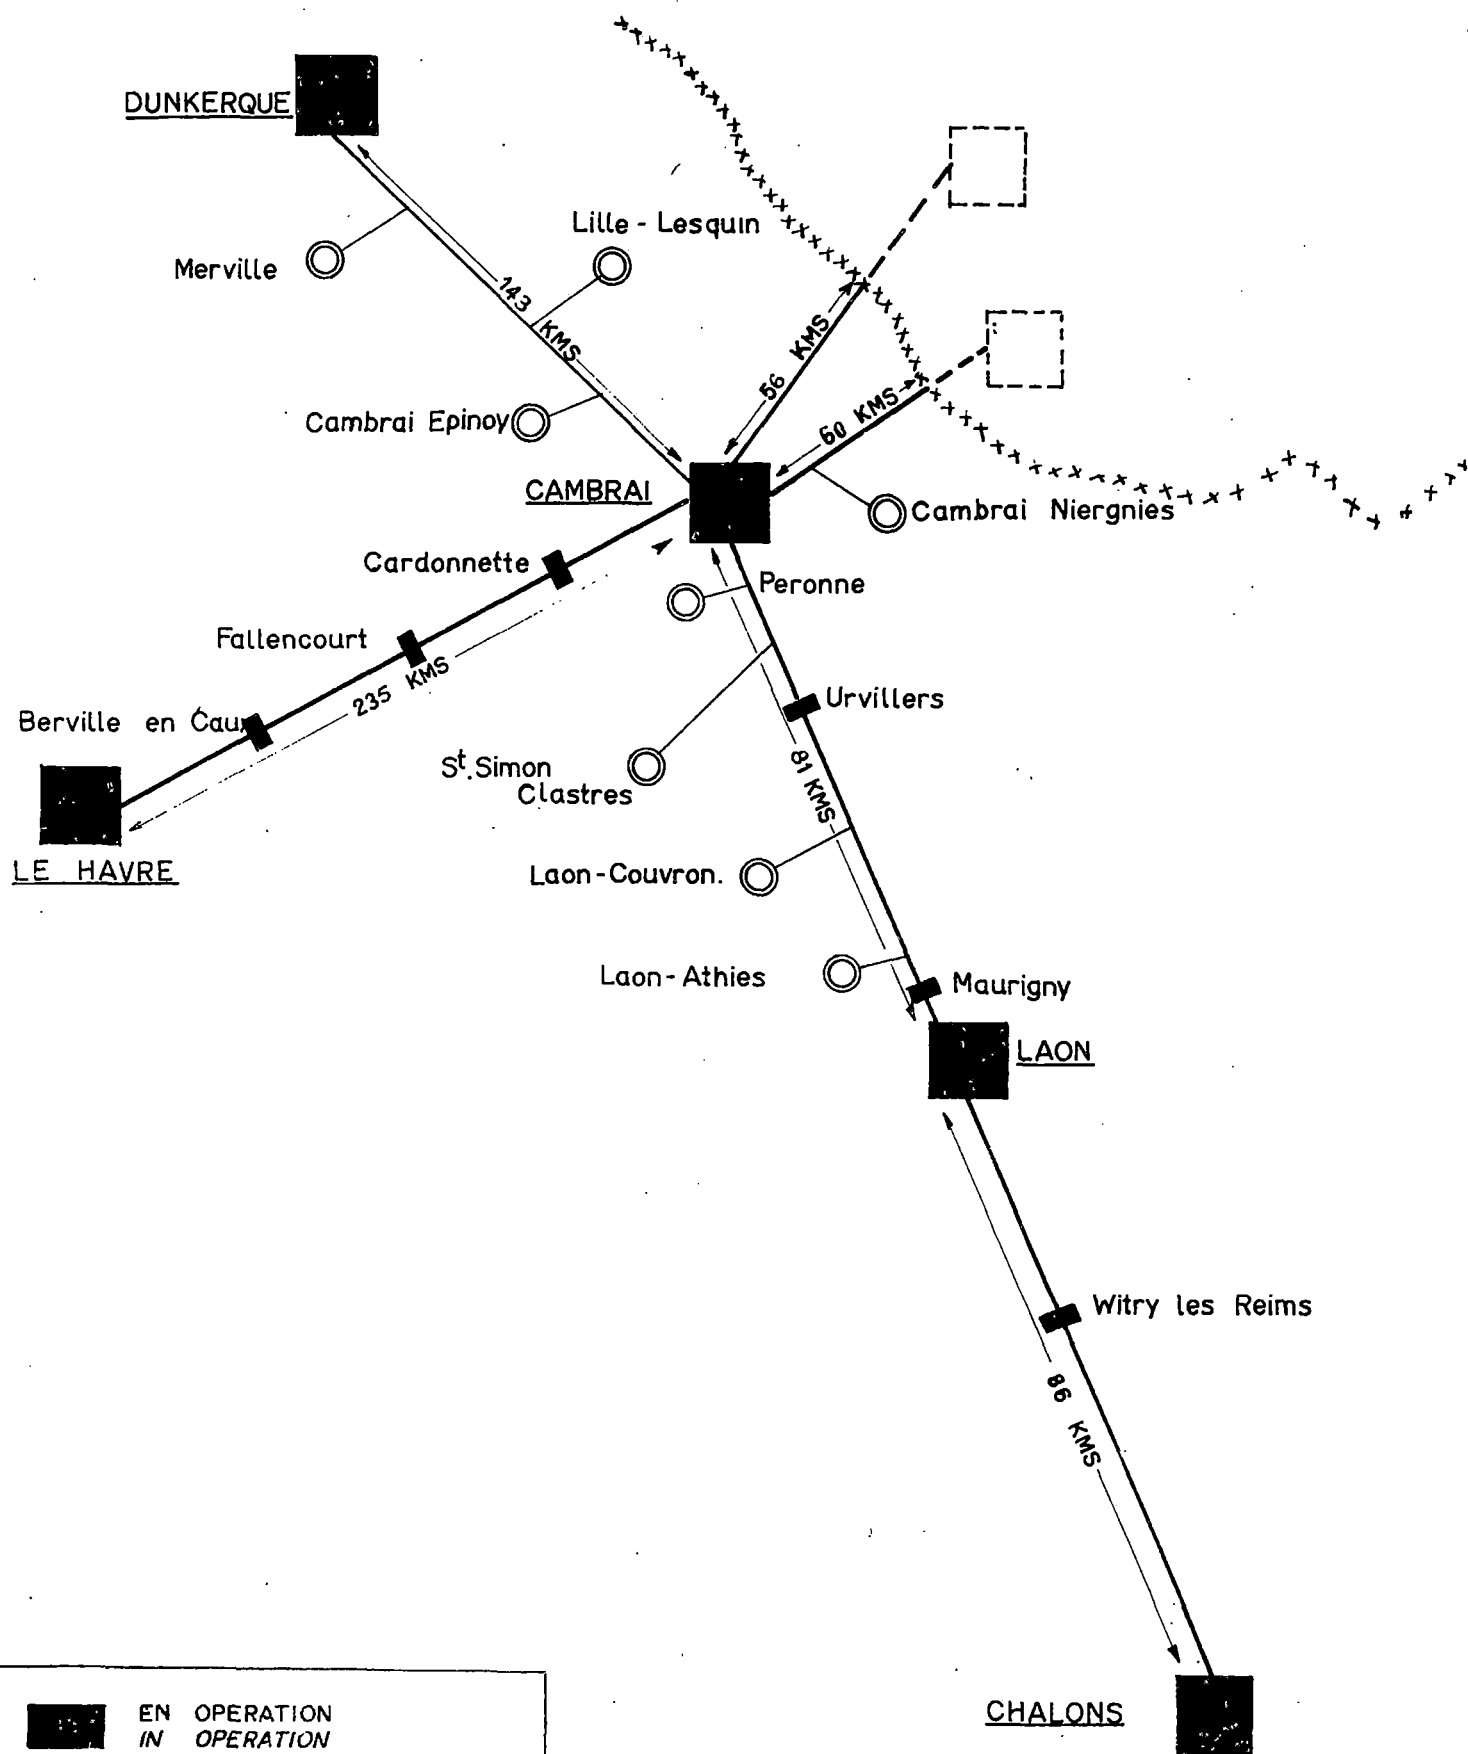 DUNKERQUE
Lille - Lesquin
Merville
143 KMS
56 KMS
Cambrai Epinoy
60 KMS
CAMBRAI
Cambrai Niergnies
Cardonnette
Peronne
Fallencourt
235 KMS
Urvillers
Berville en Caux
St. Simon
Clastres
81 KMS
LE HAVRE
Laon - Couvron.
Laon - Athies
Maurigny
LAON
Witry les Reims
86 KMS
CHALONS
EN OPERATION
IN OPERATION